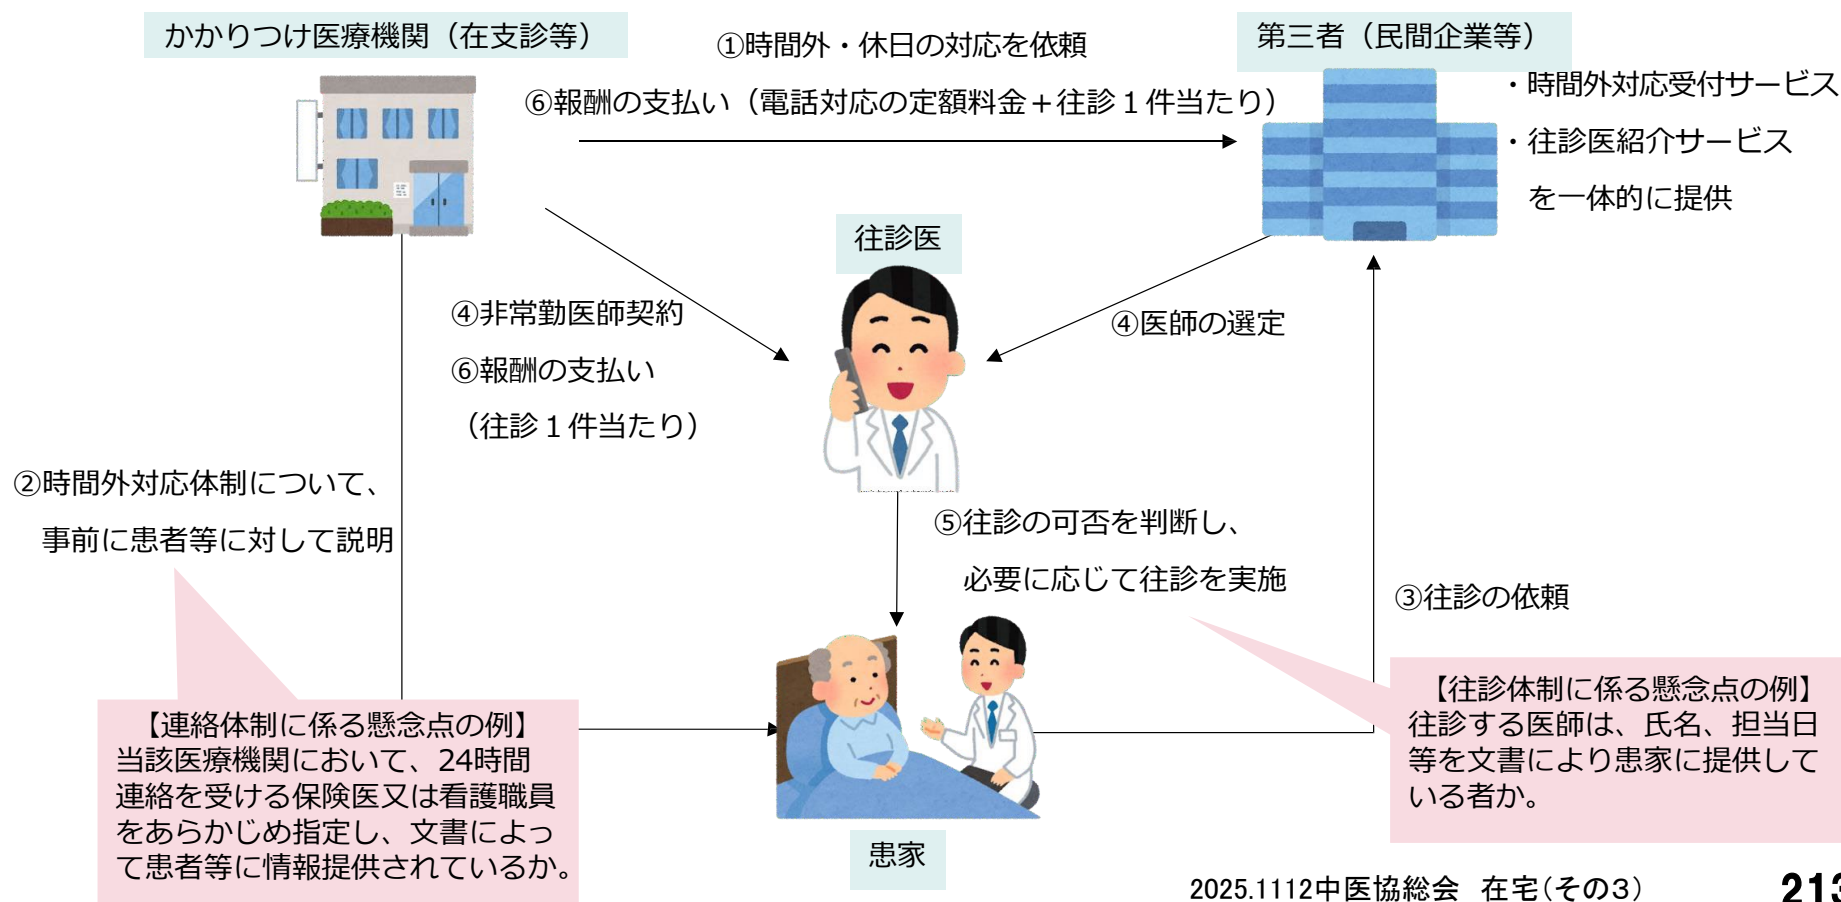 かかりつけ医療機関（在支診等）
①時間外・休日の対応を依頼
⑥報酬の支払い（電話対応の定額料金＋往診１件当たり）
第三者（民間企業等）
・時間外対応受付サービス
・往診医紹介サービス
を一体的に提供
往診医
④非常勤医師契約
⑥報酬の支払い
（往診１件当たり）
④医師の選定
②時間外対応体制について、
事前に患者等に対して説明
⑤往診の可否を判断し、
必要に応じて往診を実施
③往診の依頼
【連絡体制に係る懸念点の例】
当該医療機関において、24時間
連絡を受ける保険医又は看護職員
をあらかじめ指定し、文書によっ
て患者等に情報提供されているか。
【往診体制に係る懸念点の例】
往診する医師は、氏名、担当日
等を文書により患家に提供して
いる者か。
患家
2025.1112中医協総会 在宅（その３）
213